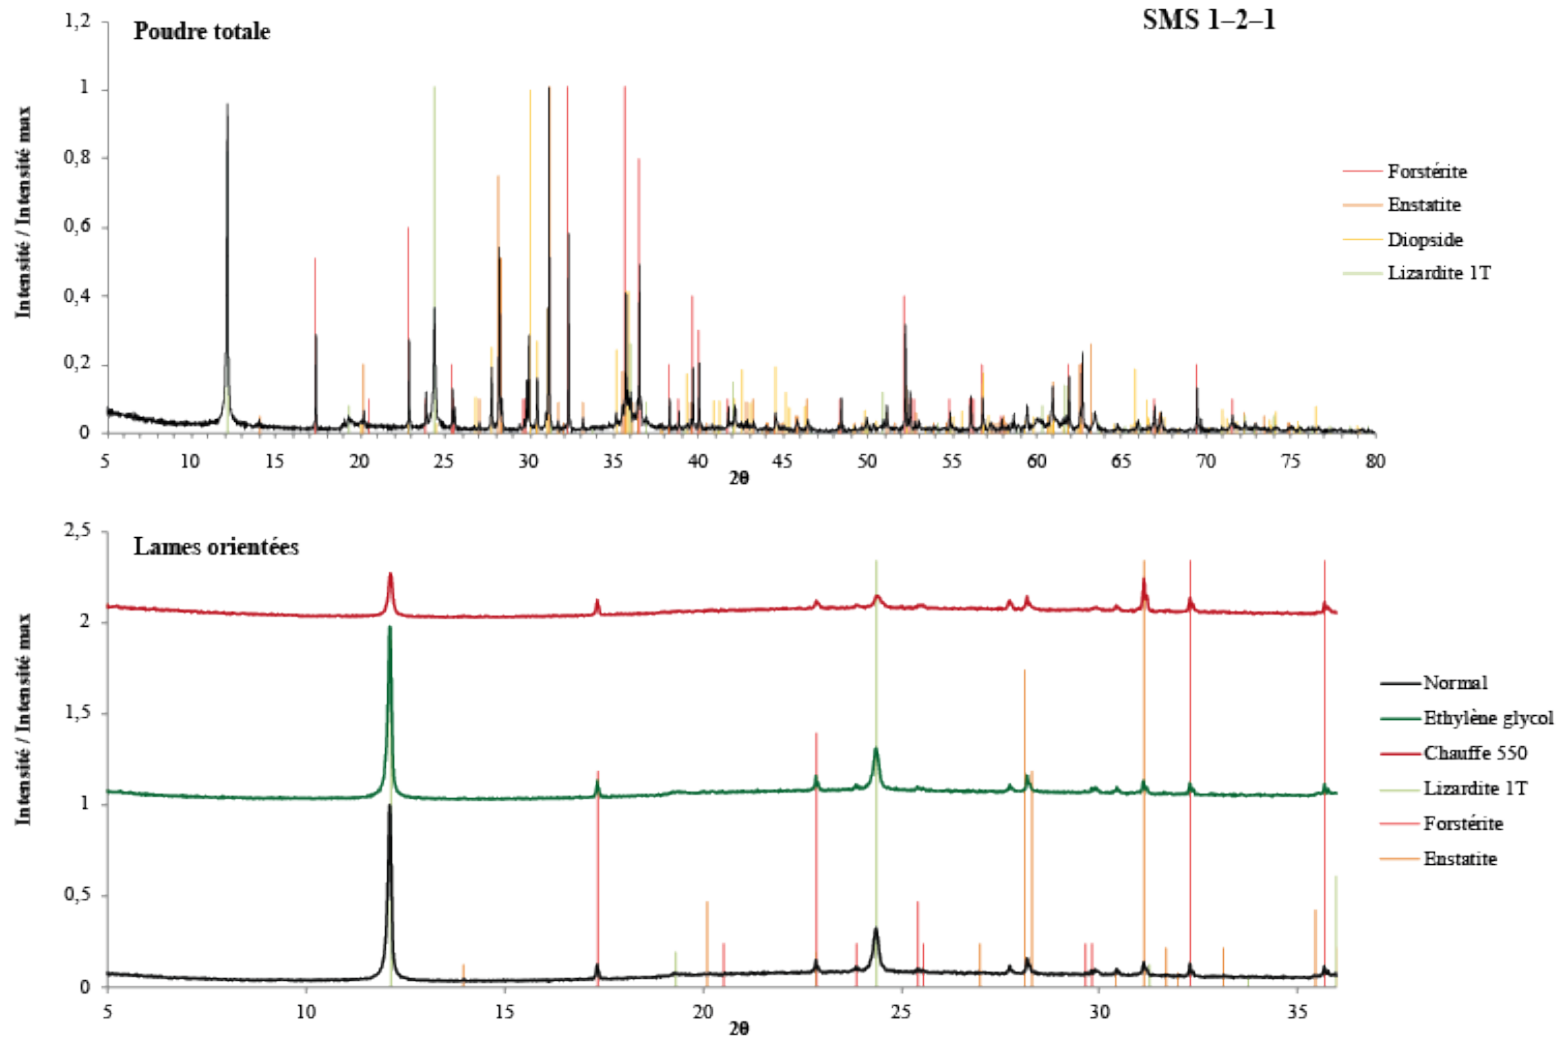 SMS 1–2–1
Poudre totale
Intensité / Intensité max
1,2
1
0,8
0,6
0,4
0,2
0
5 10 15 20 25 30 35 40 45 50 55 60 65 70 75 80
2θ
Forstérite
Enstatite
Diopside
Lizardite 1T
Lames orientées
Intensité / Intensité max
2,5
2
1,5
1
0,5
0
5 10 15 20 25 30 35
2θ
Normal
Ethylène glycol
Chauffe 550
Lizardite 1T
Forstérite
Enstatite